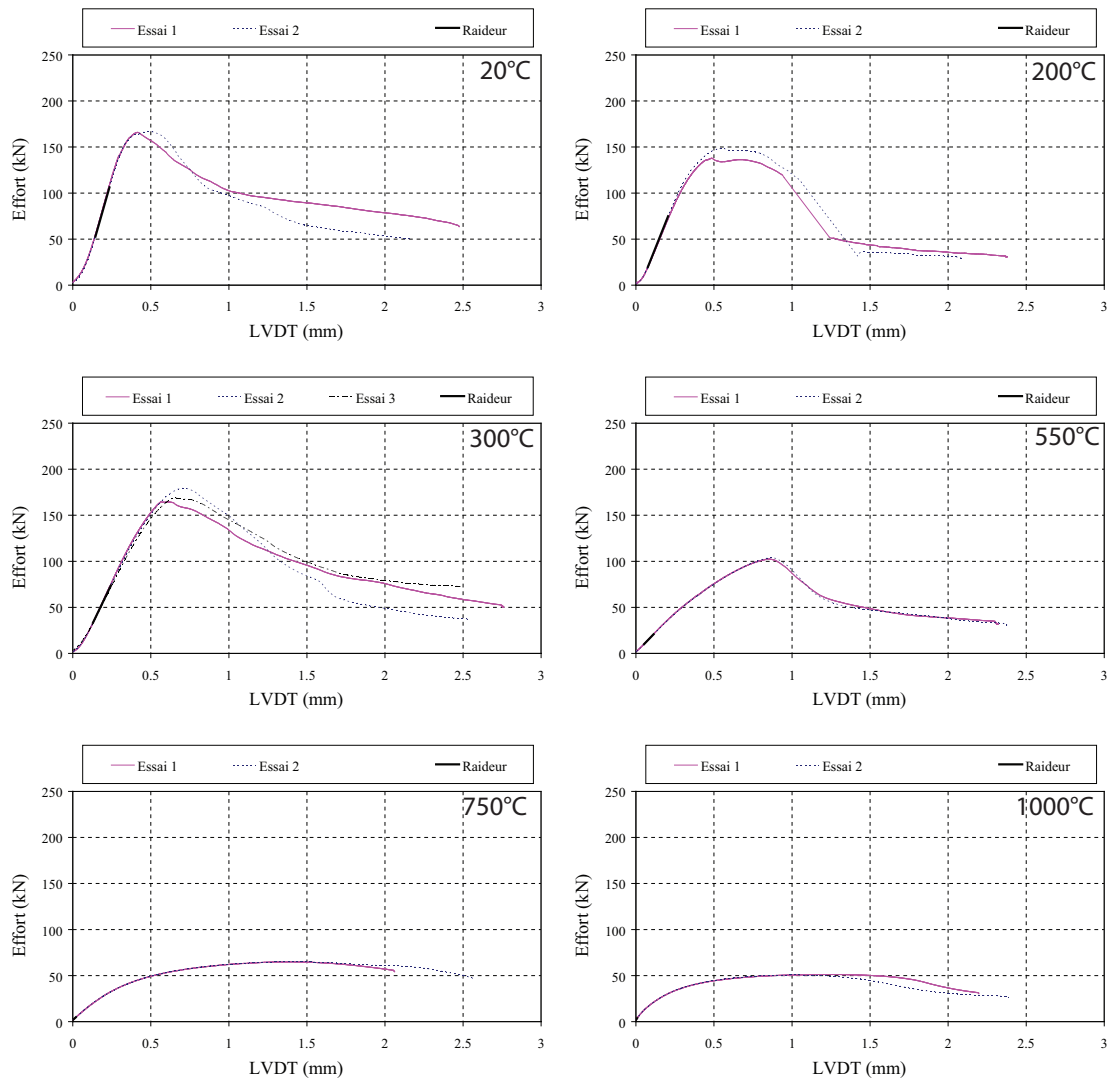 Essai 1 Essai 2 Raideur
20°C
Effort (kN)
250
200
150
100
50
0
0 0.5 1 1.5 2 2.5 3
LVDT (mm)
Essai 1 Essai 2 Raideur
200°C
Effort (kN)
250
200
150
100
50
0
0 0.5 1 1.5 2 2.5 3
LVDT (mm)
Essai 1 Essai 2 Essai 3 Raideur
300°C
Effort (kN)
250
200
150
100
50
0
0 0.5 1 1.5 2 2.5 3
LVDT (mm)
Essai 1 Essai 2 Raideur
550°C
Effort (kN)
250
200
150
100
50
0
0 0.5 1 1.5 2 2.5 3
LVDT (mm)
Essai 1 Essai 2 Raideur
750°C
Effort (kN)
250
200
150
100
50
0
0 0.5 1 1.5 2 2.5 3
LVDT (mm)
Essai 1 Essai 2 Raideur
1000°C
Effort (kN)
250
200
150
100
50
0
0 0.5 1 1.5 2 2.5 3
LVDT (mm)